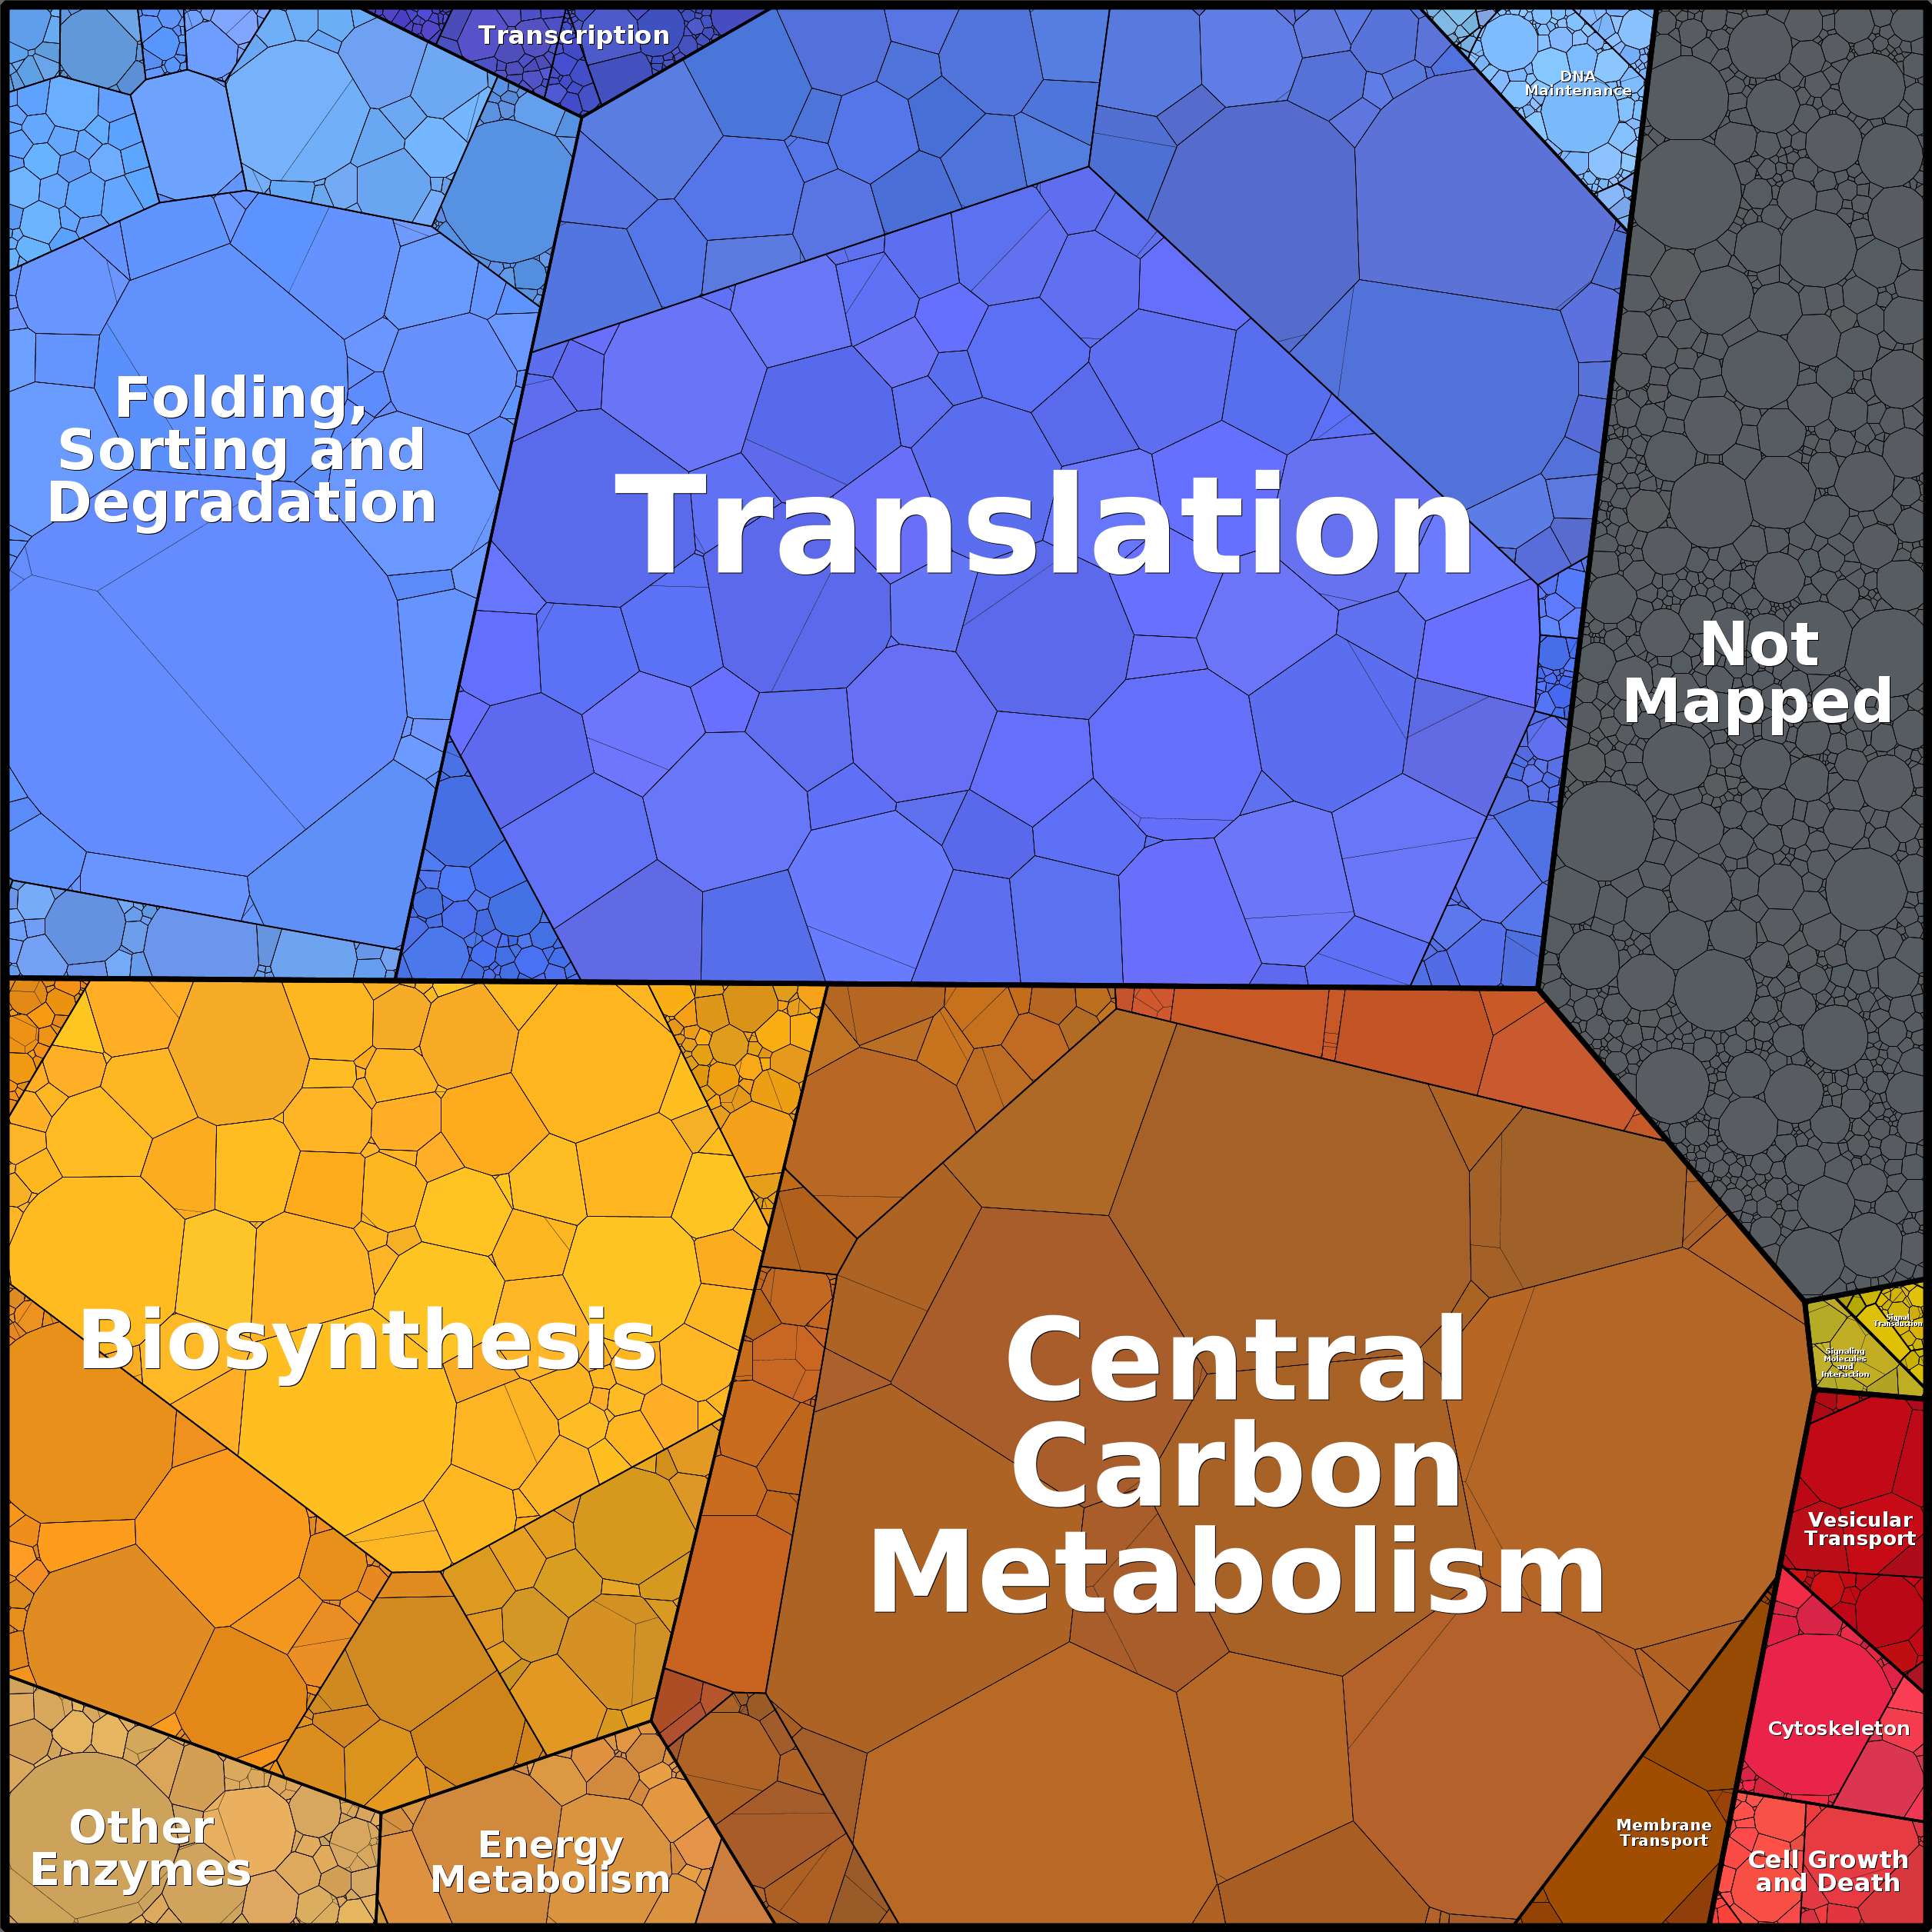 Transcription
DNA
Maintenance
Folding,
Sorting and
Degradation
Translation
Not
Mapped
Biosynthesis
Central
Carbon
Metabolism
Signal
Transduction
Signaling
Molecules
and
Interaction
Vesicular
Transport
Cytoskeleton
Membrane
Transport
Cell Growth
and Death
Other
Enzymes
Energy
Metabolism